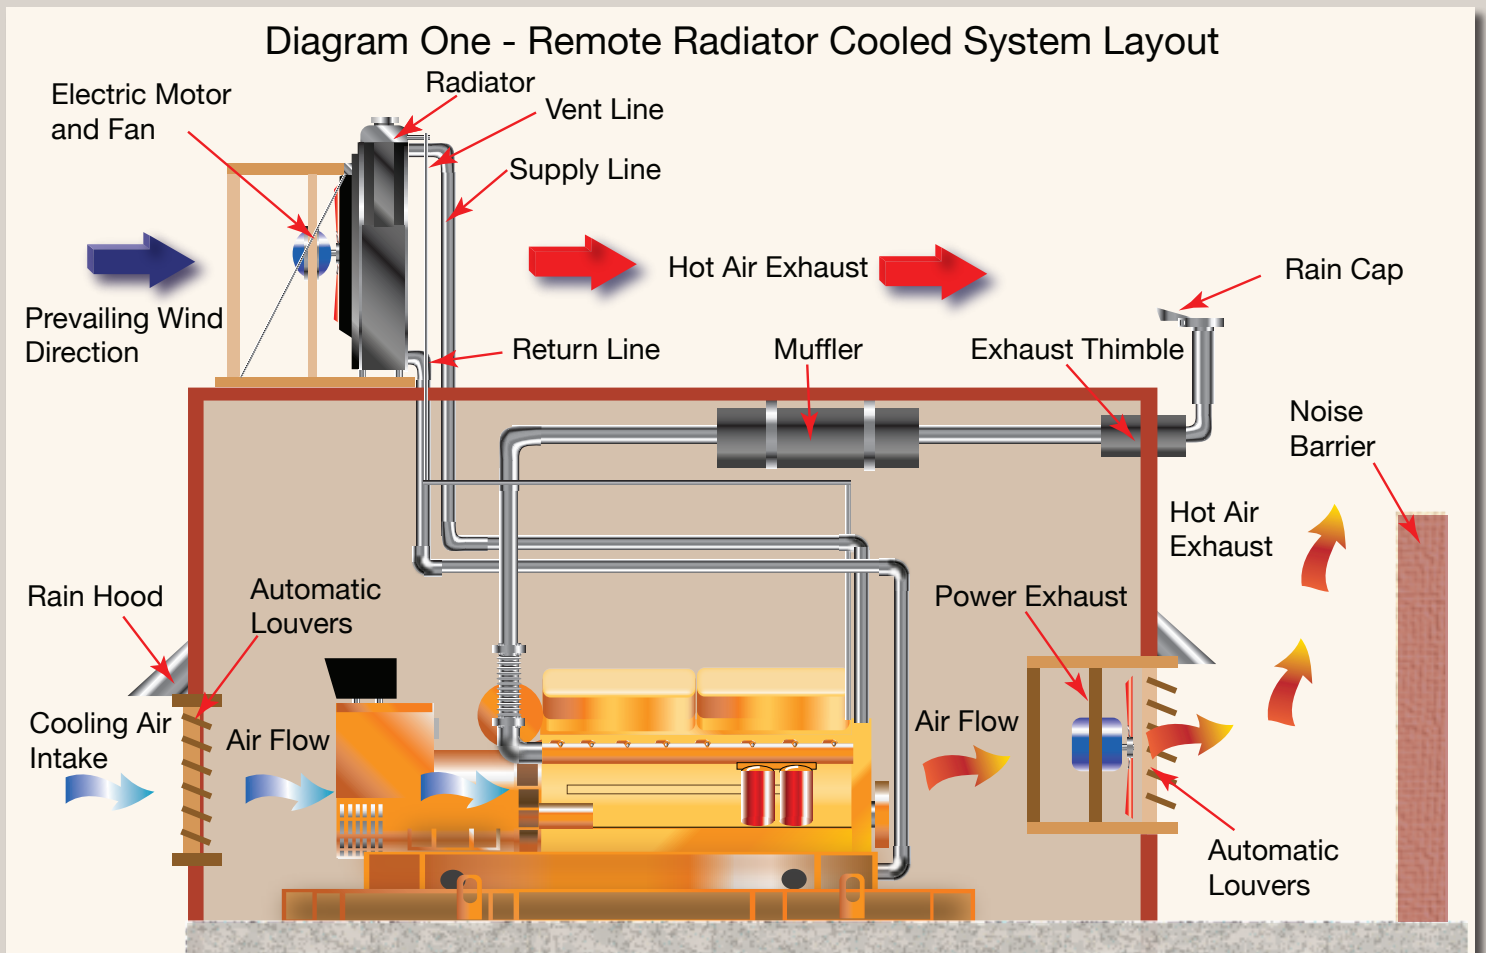 Diagram One - Remote Radiator Cooled System Layout
Electric Motor
and Fan
Radiator
Vent Line
Supply Line
Prevailing Wind
Direction
Hot Air Exhaust
Rain Cap
Return Line
Muffler
Exhaust Thimble
Noise
Barrier
Hot Air
Exhaust
Rain Hood
Automatic
Louvers
Power Exhaust
Cooling Air
Intake
Air Flow
Air Flow
Automatic
Louvers